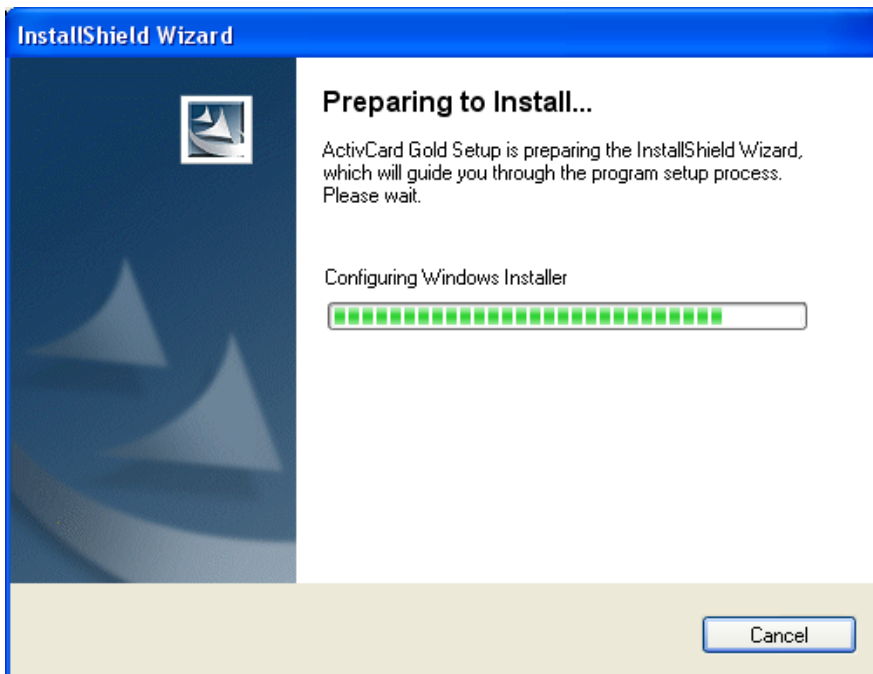 InstallShield Wizard
Preparing to Install...
ActivCard Gold Setup is preparing the InstallShield Wizard,
which will guide you through the program setup process.
Please wait.
Configuring Windows Installer
Cancel